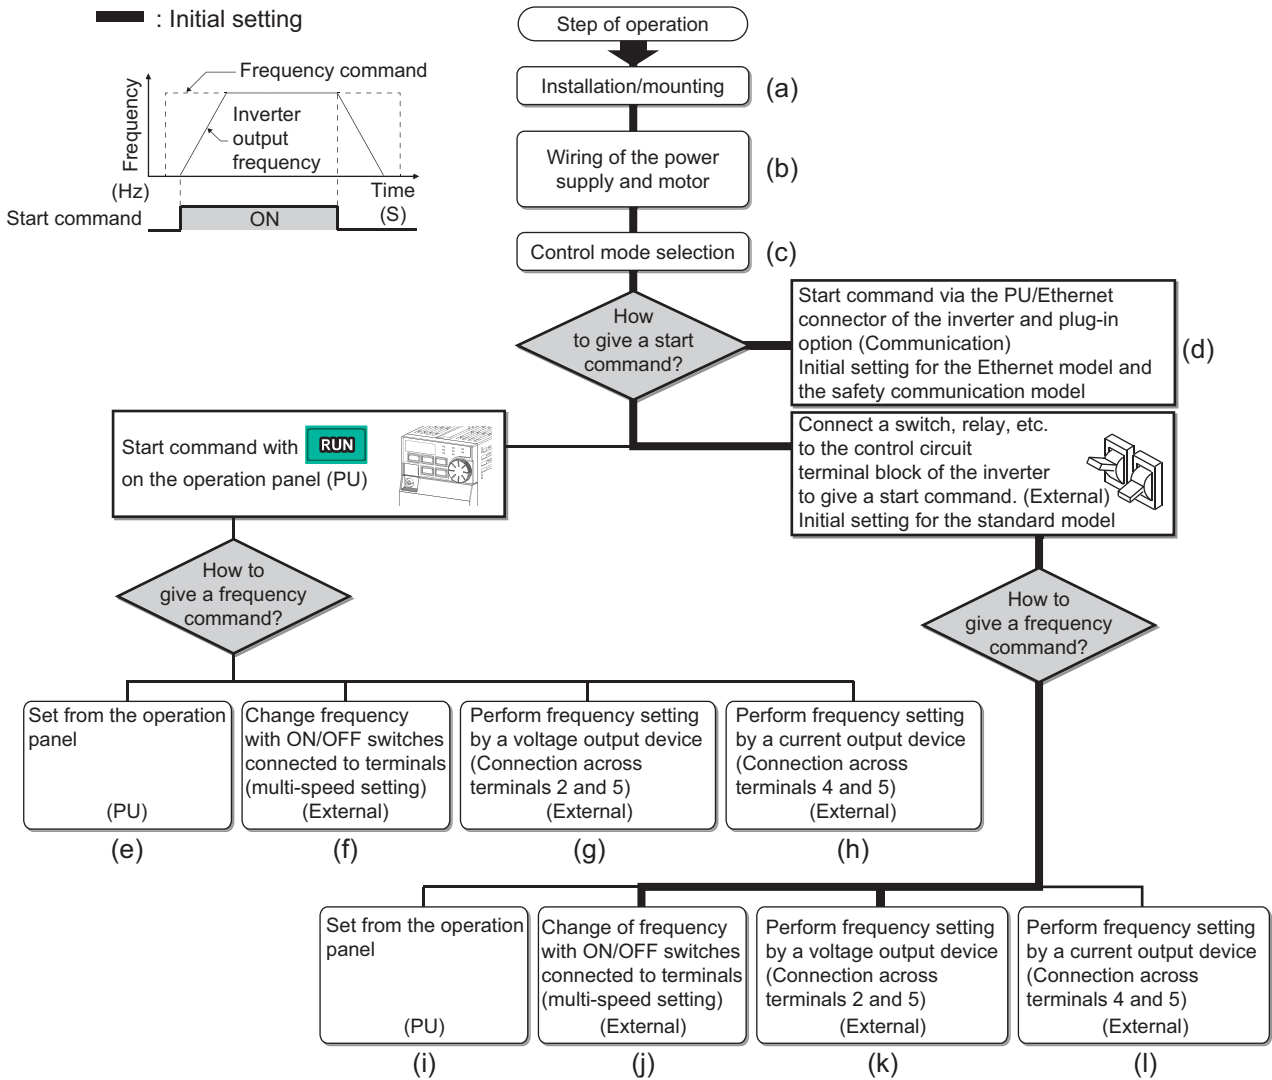 : Initial setting
Step of operation
Frequency command
Installation/mounting
(a)
Inverter
output
frequency
Frequency
(Hz)
Time
(S)
Start command
ON
Wiring of the power
supply and motor
(b)
Control mode selection
(c)
How
to give a start
command?
Start command via the PU/Ethernet
connector of the inverter and plug-in
option (Communication)
Initial setting for the Ethernet model and
the safety communication model
(d)
Start command with RUN
on the operation panel (PU)
Connect a switch, relay, etc.
to the control circuit
terminal block of the inverter
to give a start command. (External)
Initial setting for the standard model
How to
give a frequency
command?
How to
give a frequency
command?
Set from the operation
panel
(PU)
(e)
Change frequency
with ON/OFF switches
connected to terminals
(multi-speed setting)
(External)
(f)
Perform frequency setting
by a voltage output device
(Connection across
terminals 2 and 5)
(External)
(g)
Perform frequency setting
by a current output device
(Connection across
terminals 4 and 5)
(External)
(h)
Set from the operation
panel
(PU)
(i)
Change of frequency
with ON/OFF switches
connected to terminals
(multi-speed setting)
(External)
(j)
Perform frequency setting
by a voltage output device
(Connection across
terminals 2 and 5)
(External)
(k)
Perform frequency setting
by a current output device
(Connection across
terminals 4 and 5)
(External)
(l)